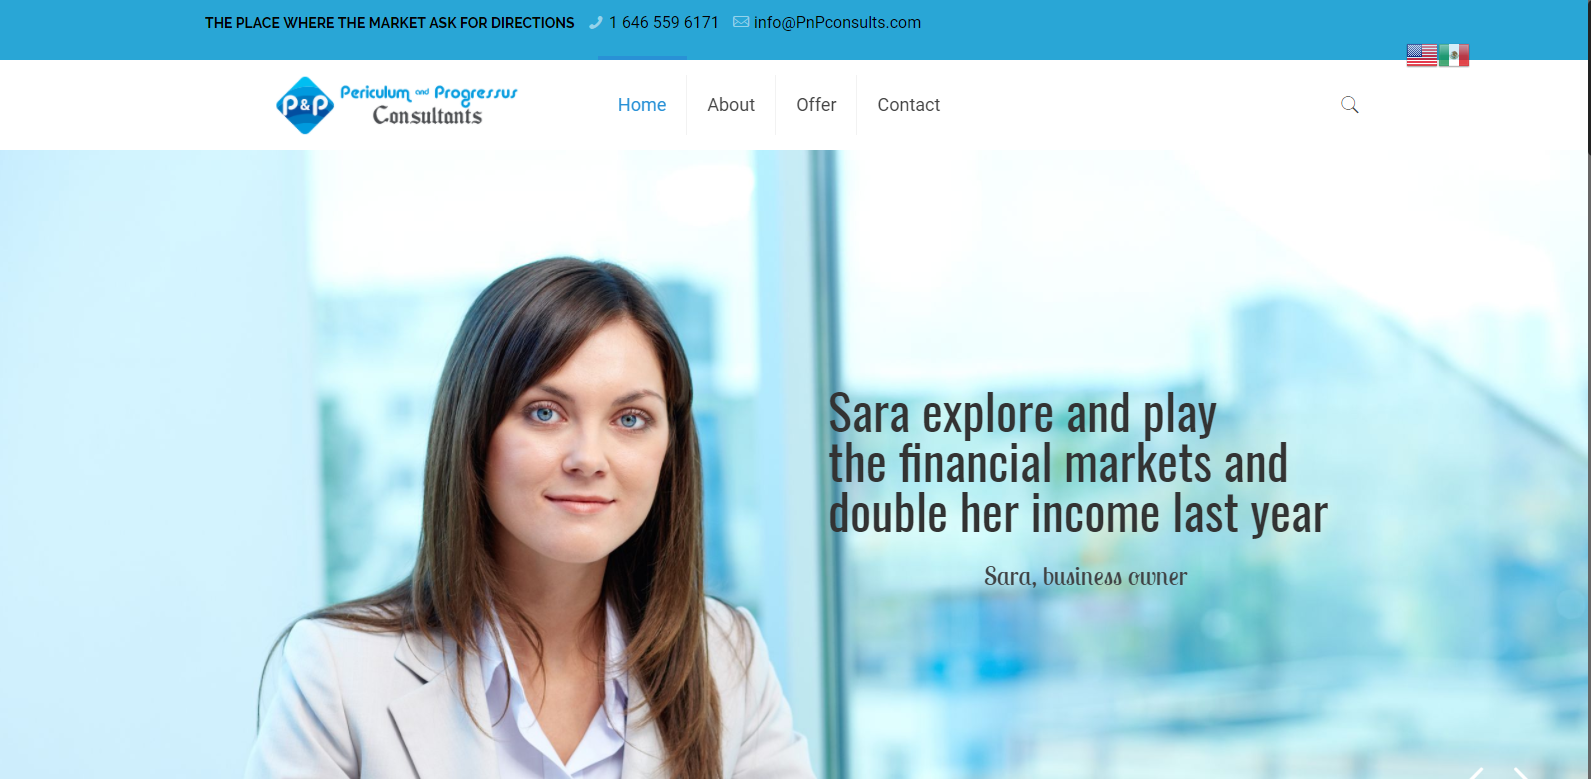 THE PLACE WHERE THE MARKET ASK FOR DIRECTIONS 1 646 559 6171 info@PnPconsults.com
P&P Periculum and Progressus
Consultants
Home About Offer Contact
Sara explore and play
the financial markets and
double her income last year
Sara, business owner